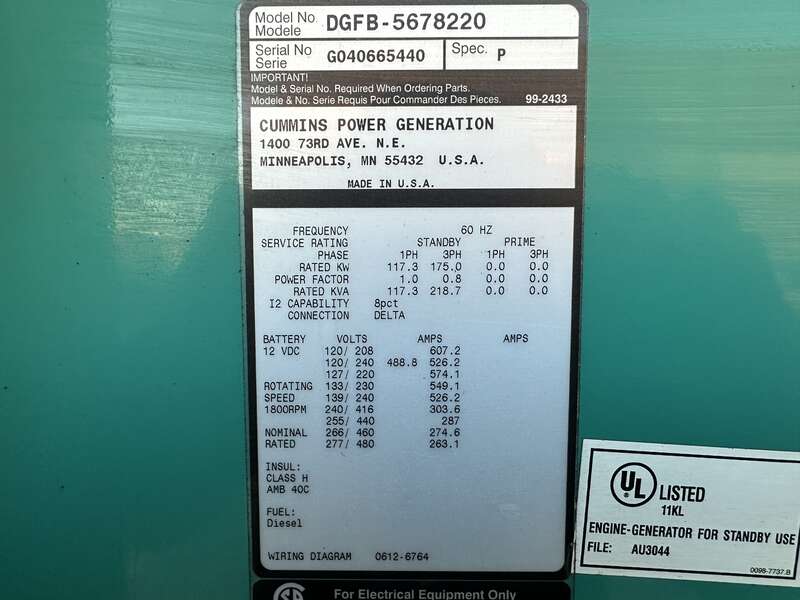 Model No DGFB-5678220
Modele
Serial No G040665440 Spec. P
Serie
IMPORTANT!
Model & Serial No. Required When Ordering Parts.
Modele & No. Serie Requis Pour Commander Des Pieces. 99-2433
CUMMINS POWER GENERATION
1400 73RD AVE. N.E.
MINNEAPOLIS, MN 55432 U.S.A.
MADE IN U.S.A.
FREQUENCY 60 HZ
SERVICE RATING STANDBY PRIME
PHASE 1PH 3PH 1PH 3PH
RATED KW 117.3 175.0 0.0 0.0
POWER FACTOR 1.0 0.8 0.0 0.0
RATED KVA 117.3 218.7 0.0 0.0
I2 CAPABILITY 8pct
CONNECTION DELTA
BATTERY VOLTS AMPS AMPS
12 VDC 120/ 208 607.2
120/ 240 488.8 526.2
127/ 220 574.1
ROTATING 133/ 230 549.1
SPEED 139/ 240 526.2
1800RPM 240/ 416 303.6
255/ 440 287
NOMINAL 266/ 460 274.6
RATED 277/ 480 263.1
INSUL:
CLASS H
AMB 40C
FUEL:
Diesel
WIRING DIAGRAM 0612-6764
For Electrical Equipment Only
UL LISTED
11KL
ENGINE-GENERATOR FOR STANDBY USE
FILE: AU3044
0098-7737.B